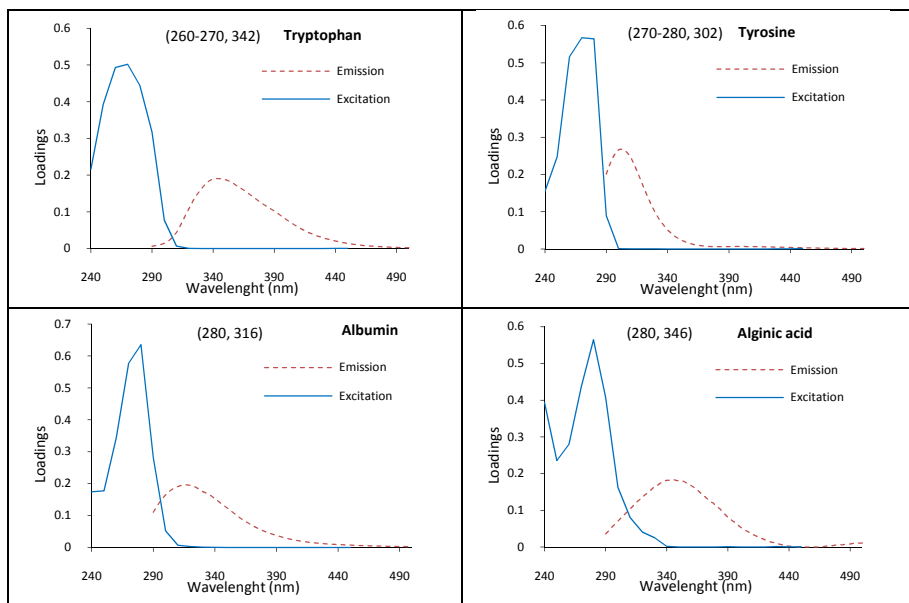 (260-270, 342) Tryptophan
Emission
Excitation
Loadings
0.6
0.5
0.4
0.3
0.2
0.1
0
240 290 340 390 440 490
Wavelenght (nm)
(270-280, 302) Tyrosine
Emission
Excitation
Loadings
0.6
0.5
0.4
0.3
0.2
0.1
0
240 290 340 390 440 490
Wavelenght (nm)
(280, 316) Albumin
Emission
Excitation
Loadings
0.7
0.6
0.5
0.4
0.3
0.2
0.1
0
240 290 340 390 440 490
Wavelenght (nm)
(280, 346) Alginic acid
Emission
Excitation
Loadings
0.6
0.5
0.4
0.3
0.2
0.1
0
240 290 340 390 440 490
Wavelenght (nm)